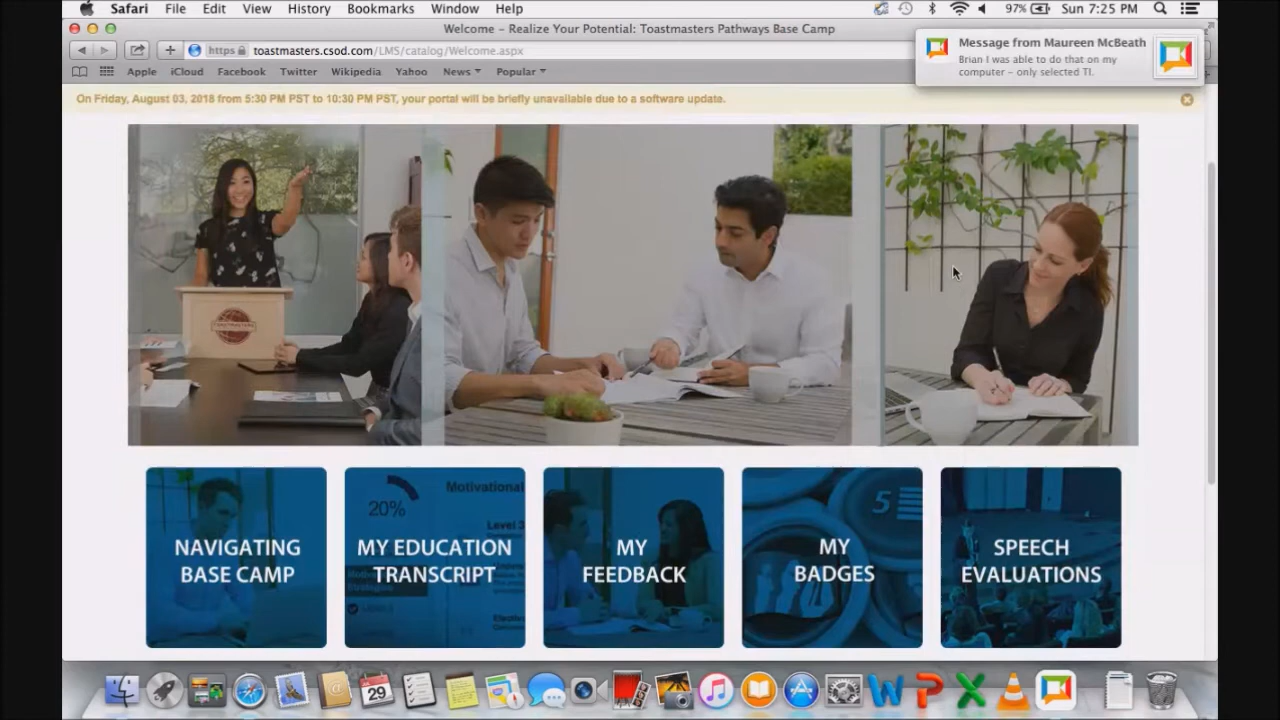 Safari File Edit View History Bookmarks Window Help 97% Sun 7:25 PM
Welcome – Realize Your Potential: Toastmasters Pathways Base Camp
https toastmasters.csod.com/LMS/catalog/Welcome.aspx
Apple iCloud Facebook Twitter Wikipedia Yahoo News Popular
Message from Maureen McBeath
Brian I was able to do that on my
computer – only selected TI.
On Friday, August 03, 2018 from 5:30 PM PST to 10:30 PM PST, your portal will be briefly unavailable due to a software update.
TOASTMASTERS
20%
Motivational
Level 3
5
NAVIGATING
BASE CAMP
MY EDUCATION
TRANSCRIPT
MY
FEEDBACK
MY
BADGES
SPEECH
EVALUATIONS
29